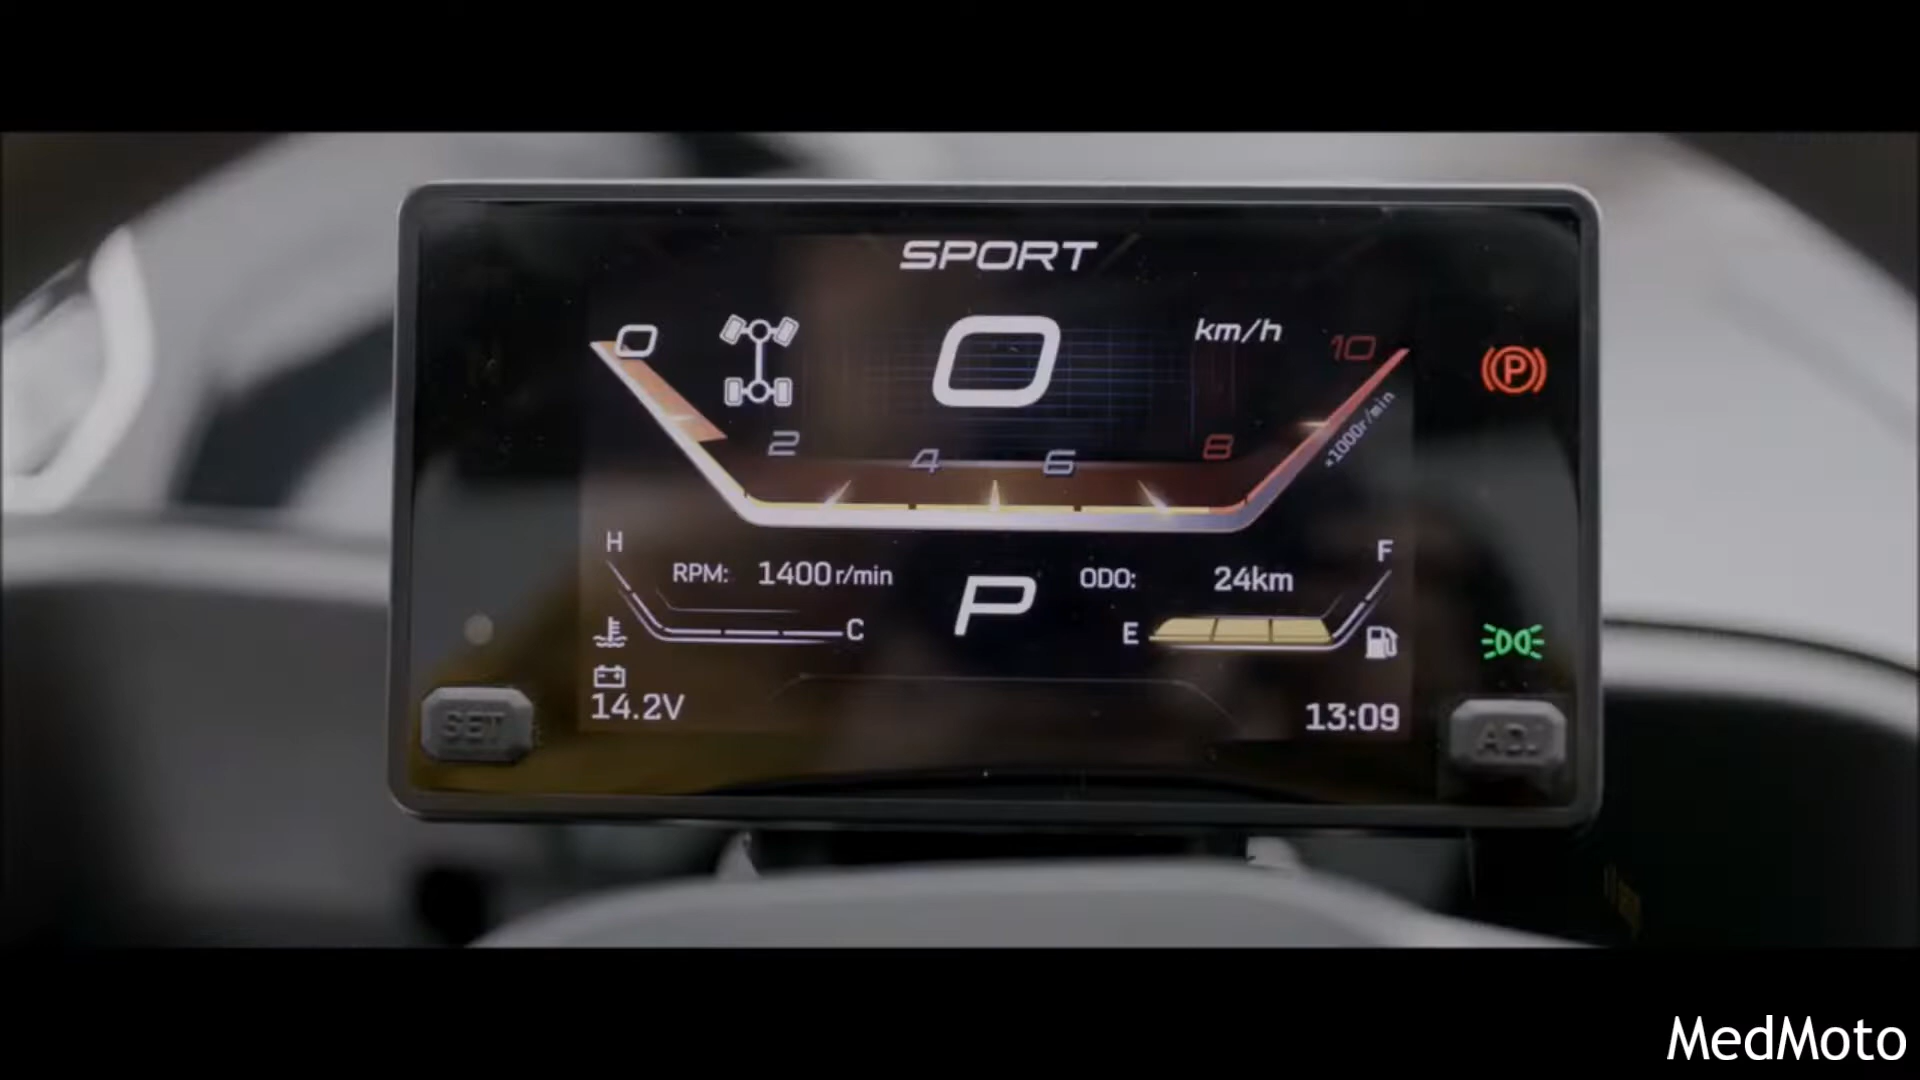 SPORT
0
0
km/h
10
2
4
6
8
×1000r/min
H
RPM: 1400r/min
P
ODO: 24km
F
C
E
14.2V
13:09
SET
ADJ
MedMoto